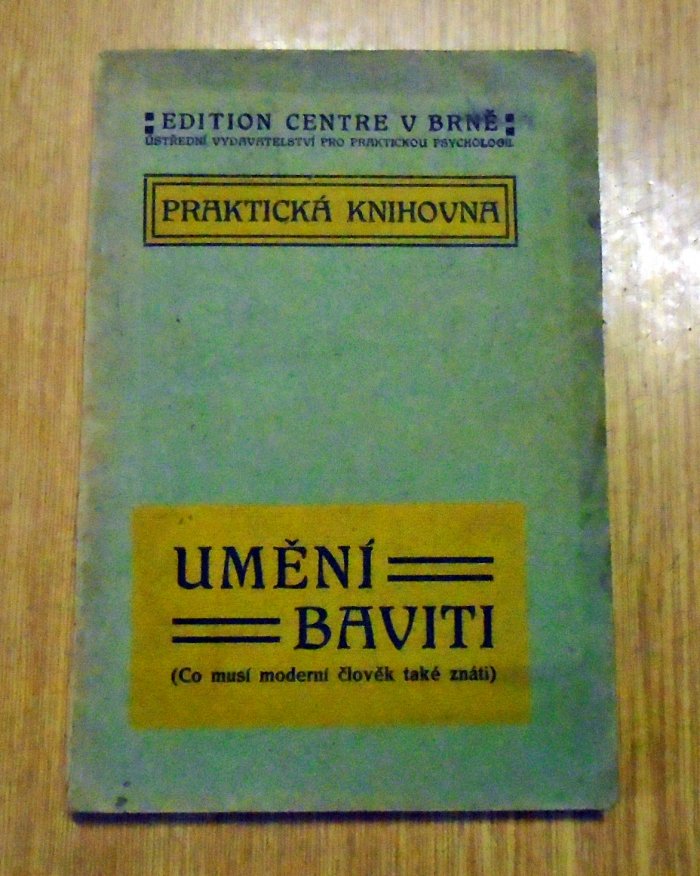 EDITION CENTRE V BRNĚ
ÚSTŘEDNÍ VYDAVATELSTVÍ PRO PRAKTICKOU PSYCHOLOGII.
PRAKTICKÁ KNIHOVNA
UMĚNÍ
BAVITI
(Co musí moderní člověk také znáti)